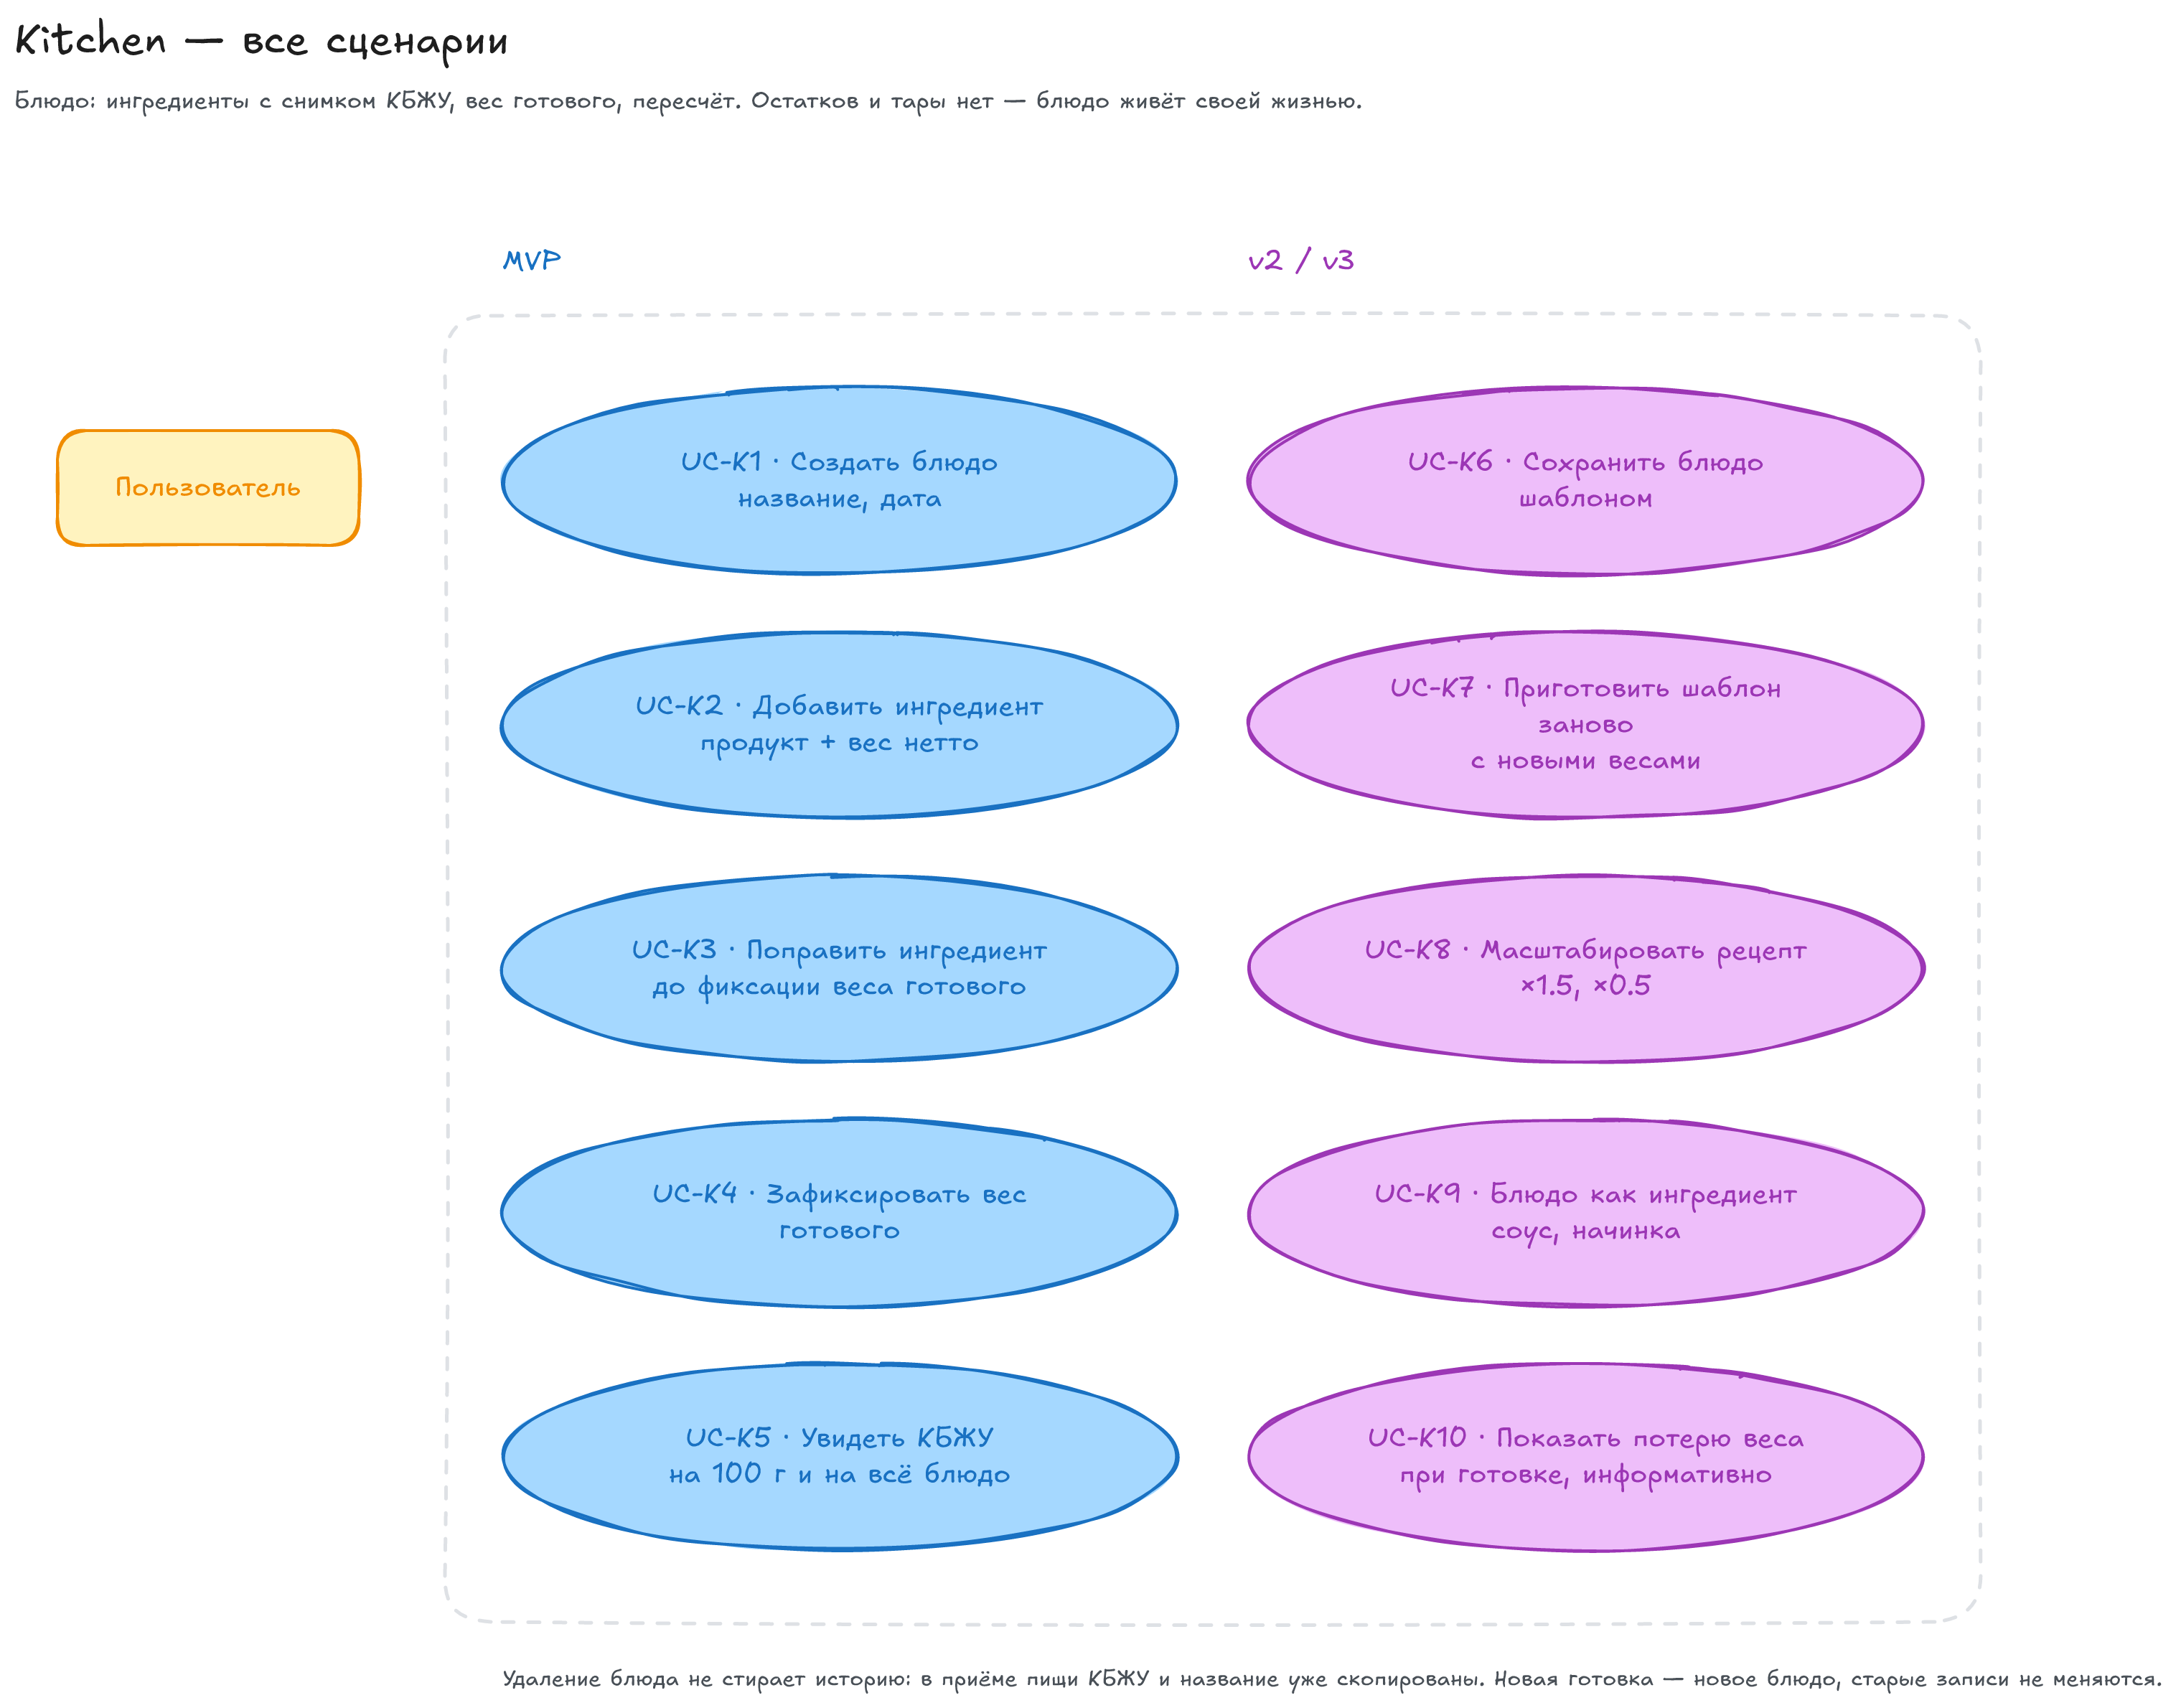 Kitchen — все сценарии
Блюдо: ингредиенты с снимком КБЖУ, вес готового, пересчёт. Остатков и тары нет — блюдо живёт своей жизнью.
MVP
v2 / v3
Пользователь
UC-K1 · Создать блюдо
название, дата
UC-K6 · Сохранить блюдо
шаблоном
UC-K2 · Добавить ингредиент
продукт + вес нетто
UC-K7 · Приготовить шаблон
заново
с новыми весами
UC-K3 · Поправить ингредиент
до фиксации веса готового
UC-K8 · Масштабировать рецепт
×1.5, ×0.5
UC-K4 · Зафиксировать вес
готового
UC-K9 · Блюдо как ингредиент
соус, начинка
UC-K5 · Увидеть КБЖУ
на 100 г и на всё блюдо
UC-K10 · Показать потерю веса
при готовке, информативно
Удаление блюда не стирает историю: в приёме пищи КБЖУ и название уже скопированы. Новая готовка — новое блюдо, старые записи не меняются.